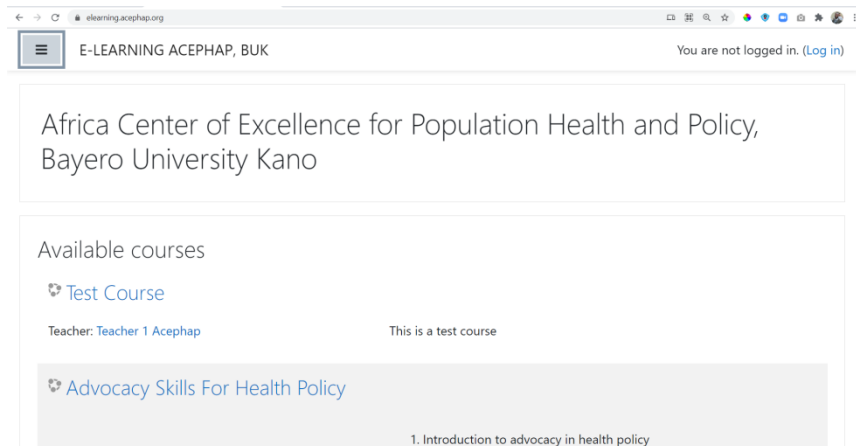 elearning.acephap.org
E-LEARNING ACEPHAP, BUK
You are not logged in. (Log in)
Africa Center of Excellence for Population Health and Policy,
Bayero University Kano
Available courses
Test Course
Teacher: Teacher 1 Acephap
This is a test course
Advocacy Skills For Health Policy
1. Introduction to advocacy in health policy